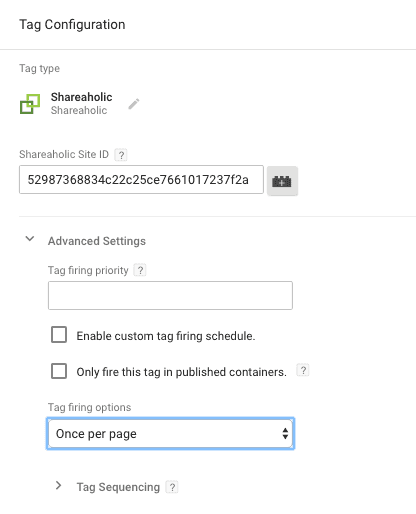 Tag Configuration
Tag type
Shareaholic
Shareaholic
Shareaholic Site ID ?
52987368834c22c25ce7661017237f2a
Advanced Settings
Tag firing priority ?
Enable custom tag firing schedule.
Only fire this tag in published containers. ?
Tag firing options
Once per page
Tag Sequencing ?